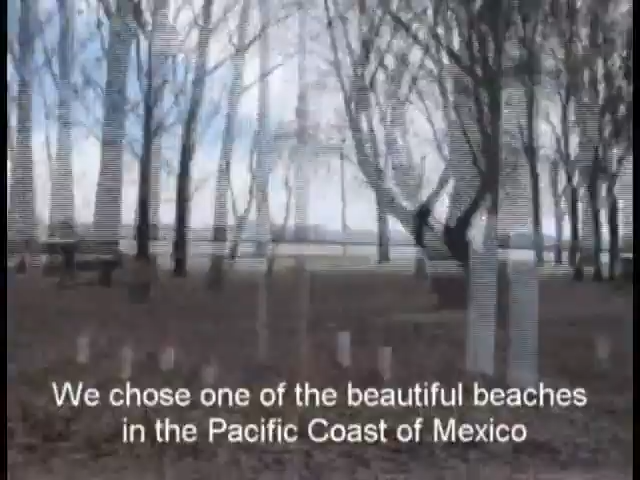 We chose one of the beautiful beaches
in the Pacific Coast of Mexico